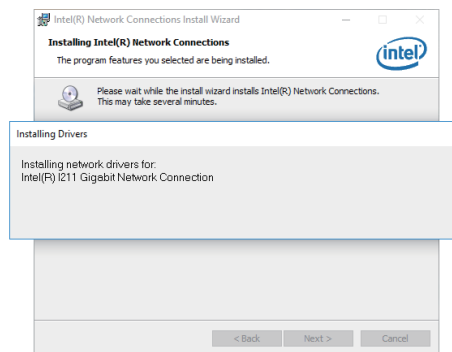 Intel(R) Network Connections Install Wizard
Installing Intel(R) Network Connections
The program features you selected are being installed.
intel
Please wait while the install wizard installs Intel(R) Network Connections.
This may take several minutes.
Installing Drivers
Installing network drivers for:
Intel(R) I211 Gigabit Network Connection
< Back
Next >
Cancel